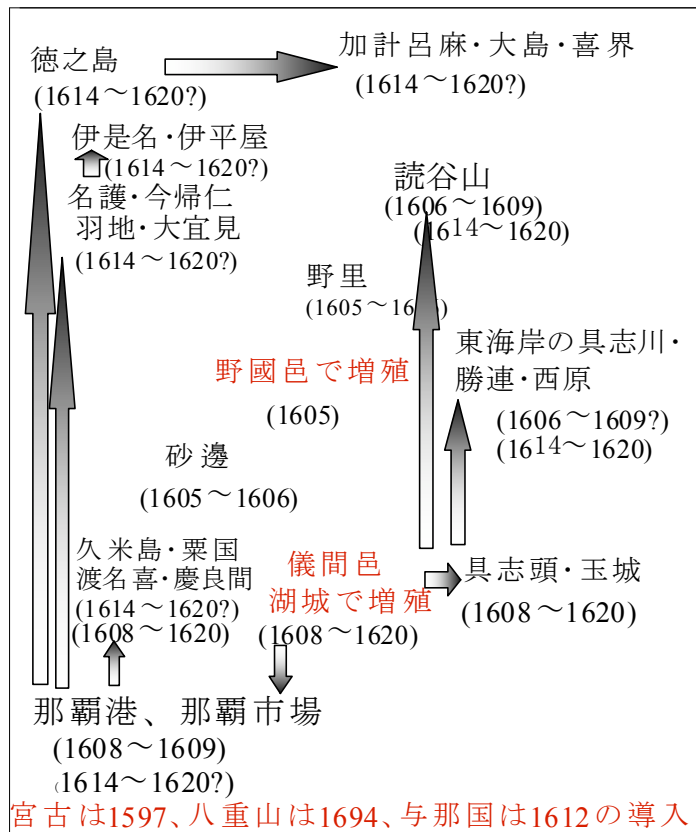 徳之島
(1614～1620?)
加計呂麻・大島・喜界
(1614～1620?)
伊是名・伊平屋
(1614～1620?)
名護・今帰仁
羽地・大宜見
(1614～1620?)
読谷山
(1606～1609)
(1614～1620)
野里
東海岸の具志川・
勝連・西原
(1606～1609?)
(1614～1620)
野國邑で増殖
(1605)
砂邊
(1605～1606)
久米島・粟国
渡名喜・慶良間
(1614～1620?)
(1608～1620)
儀間邑
湖城で増殖
(1608～1620)
具志頭・玉城
(1608～1620)
那覇港、那覇市場
(1608～1609)
(1614～1620?)
宮古は1597、八重山は1694、与那国は1612の導入